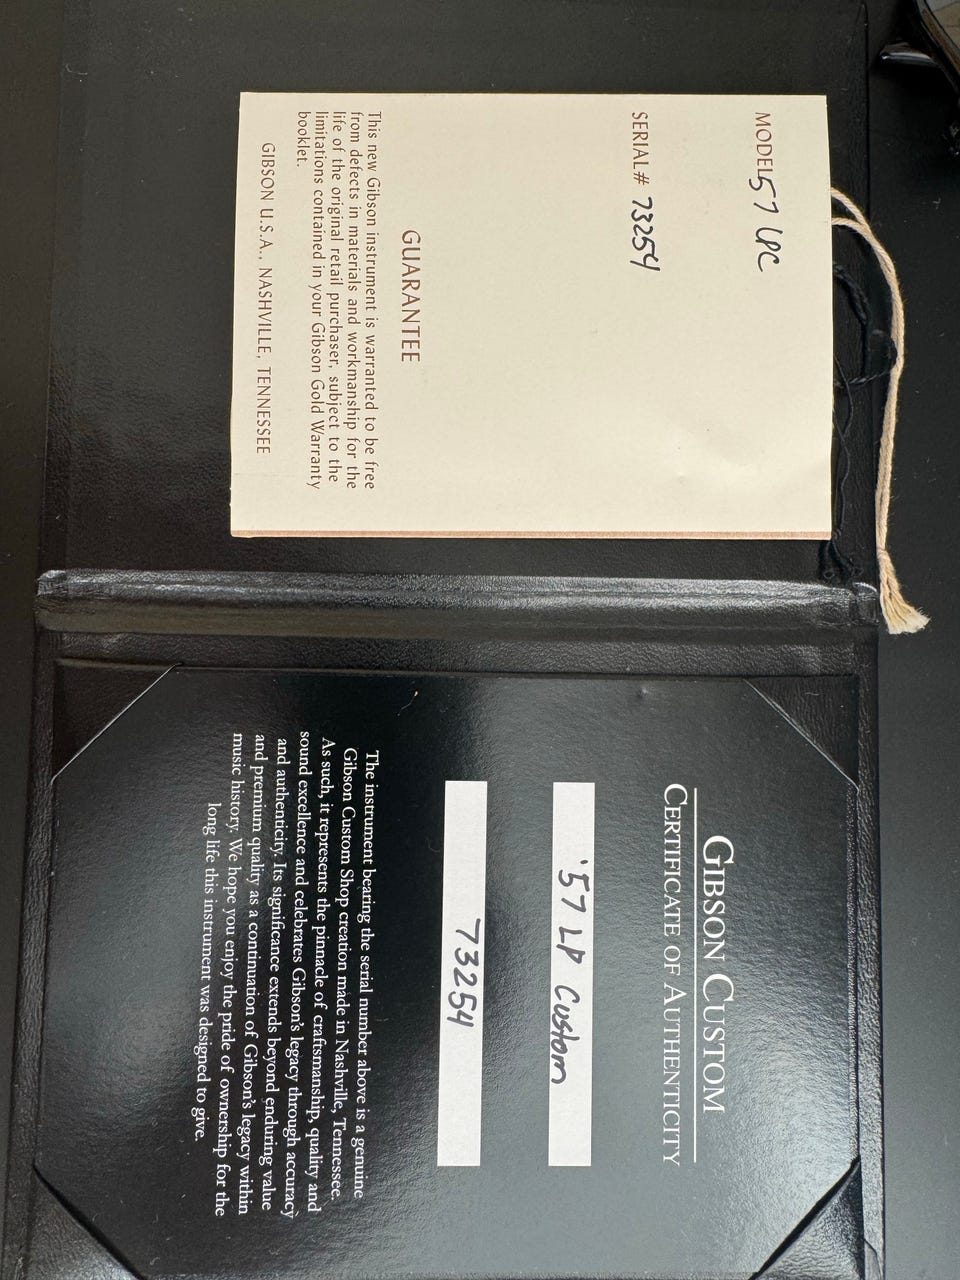 MODEL 57 LPC
SERIAL# 73254
GUARANTEE
This new Gibson instrument is warranted to be free
from defects in materials and workmanship for the
life of the original retail purchaser, subject to the
limitations contained in your Gibson Gold Warranty
booklet.
GIBSON U.S.A., NASHVILLE, TENNESSEE
GIBSON CUSTOM
CERTIFICATE OF AUTHENTICITY
'57 LP Custom
73254
The instrument bearing the serial number above is a genuine
Gibson Custom Shop creation made in Nashville, Tennessee.
As such, it represents the pinnacle of craftsmanship, quality and
sound excellence and celebrates Gibson's legacy through accuracy
and authenticity. Its significance extends beyond enduring value
and premium quality as a continuation of Gibson's legacy within
music history. We hope you enjoy the pride of ownership for the
long life this instrument was designed to give.